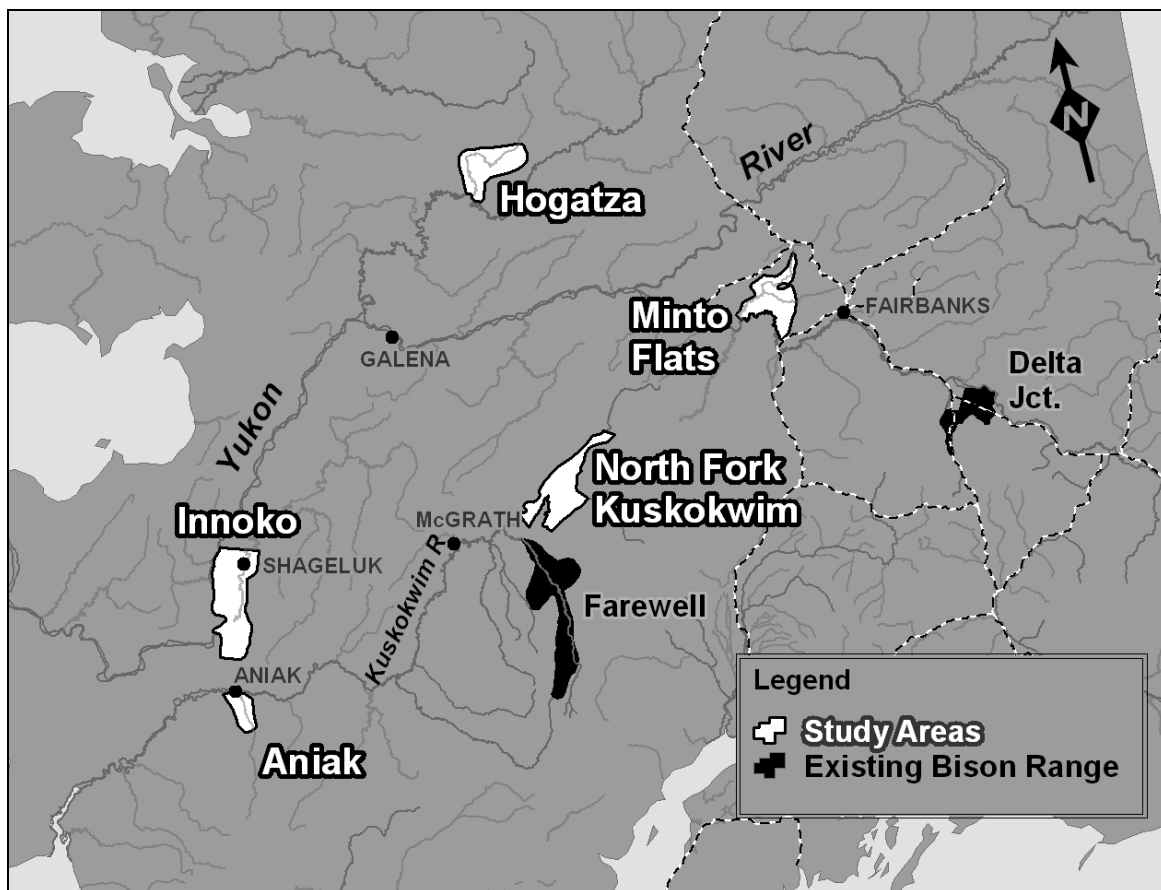 N
River
Hogatza
Minto
Flats
FAIRBANKS
GALENA
Delta
Jct.
Yukon
North Fork
Kuskokwim
McGRATH
Innoko
SHAGELUK
Kuskokwim R
Farewell
ANIAK
Aniak
Legend
Study Areas
Existing Bison Range